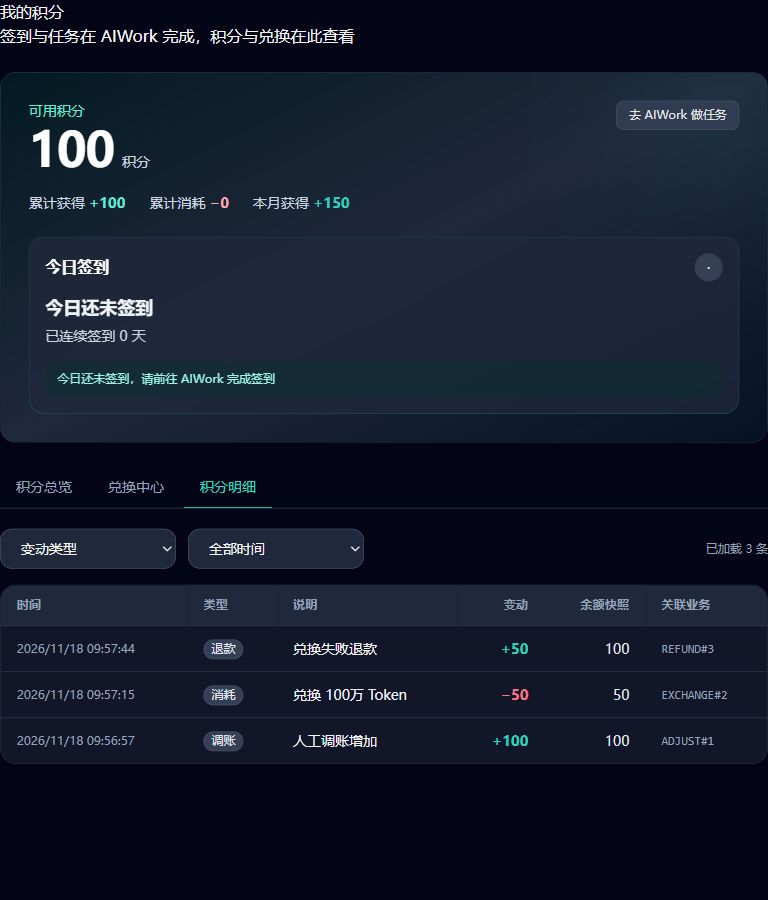 我的积分
签到与任务在 AIWork 完成，积分与兑换在此查看
可用积分
去 AIWork 做任务
100 积分
累计获得 +100 累计消耗 −0 本月获得 +150
今日签到
·
今日还未签到
已连续签到 0 天
今日还未签到，请前往 AIWork 完成签到
积分总览 兑换中心 积分明细
变动类型 全部时间 已加载 3 条
时间 类型 说明 变动 余额快照 关联业务
2026/11/18 09:57:44 退款 兑换失败退款 +50 100 REFUND#3
2026/11/18 09:57:15 消耗 兑换 100万 Token −50 50 EXCHANGE#2
2026/11/18 09:56:57 调账 人工调账增加 +100 100 ADJUST#1